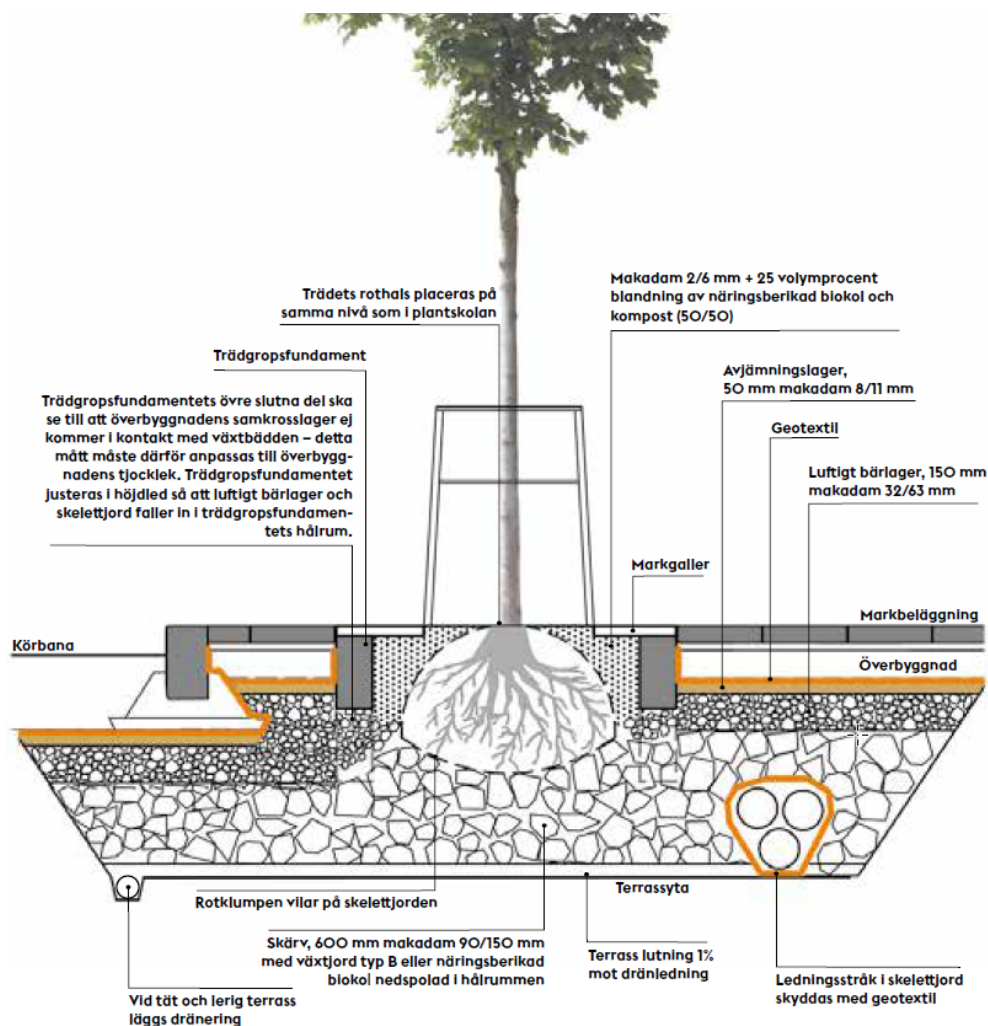 Trädets rothals placeras på
samma nivå som i plantskolan
Makadam 2/6 mm + 25 volymprocent
blandning av näringsberikad biokol och
kompost (50/50)
Trädgropsfundament
Avjämningslager,
50 mm makadam 8/11 mm
Trädgropsfundamentets övre slutna del ska
se till att överbyggnadens samkrosslager ej
kommer i kontakt med växtbädden – detta
mått måste därför anpassas till överbygg-
nadens tjocklek. Trädgropsfundamentet
justeras i höjdled så att luftigt bärlager och
skelettjord faller in i trädgropsfundamen-
tets hålrum.
Geotextil
Luftigt bärlager, 150 mm
makadam 32/63 mm
Markgaller
Markbeläggning
Körbana
Överbyggnad
Terrassyta
Rotklumpen vilar på skelettjorden
Skärv, 600 mm makadam 90/150 mm
med växtjord typ B eller näringsberikad
biokol nedspolad i hålrummen
Terrass lutning 1%
mot dränledning
Ledningsstråk i skelettjord
skyddas med geotextil
Vid tät och lerig terrass
läggs dränering